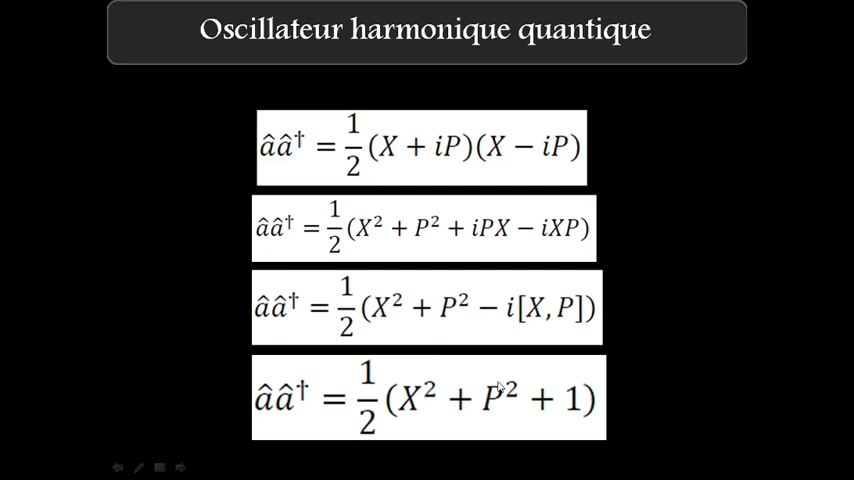 Oscillateur harmonique quantique
ââ† = 1/2 (X + iP)(X − iP)
ââ† = 1/2 (X² + P² + iPX − iXP)
ââ† = 1/2 (X² + P² − i[X, P])
ââ† = 1/2 (X² + P² + 1)